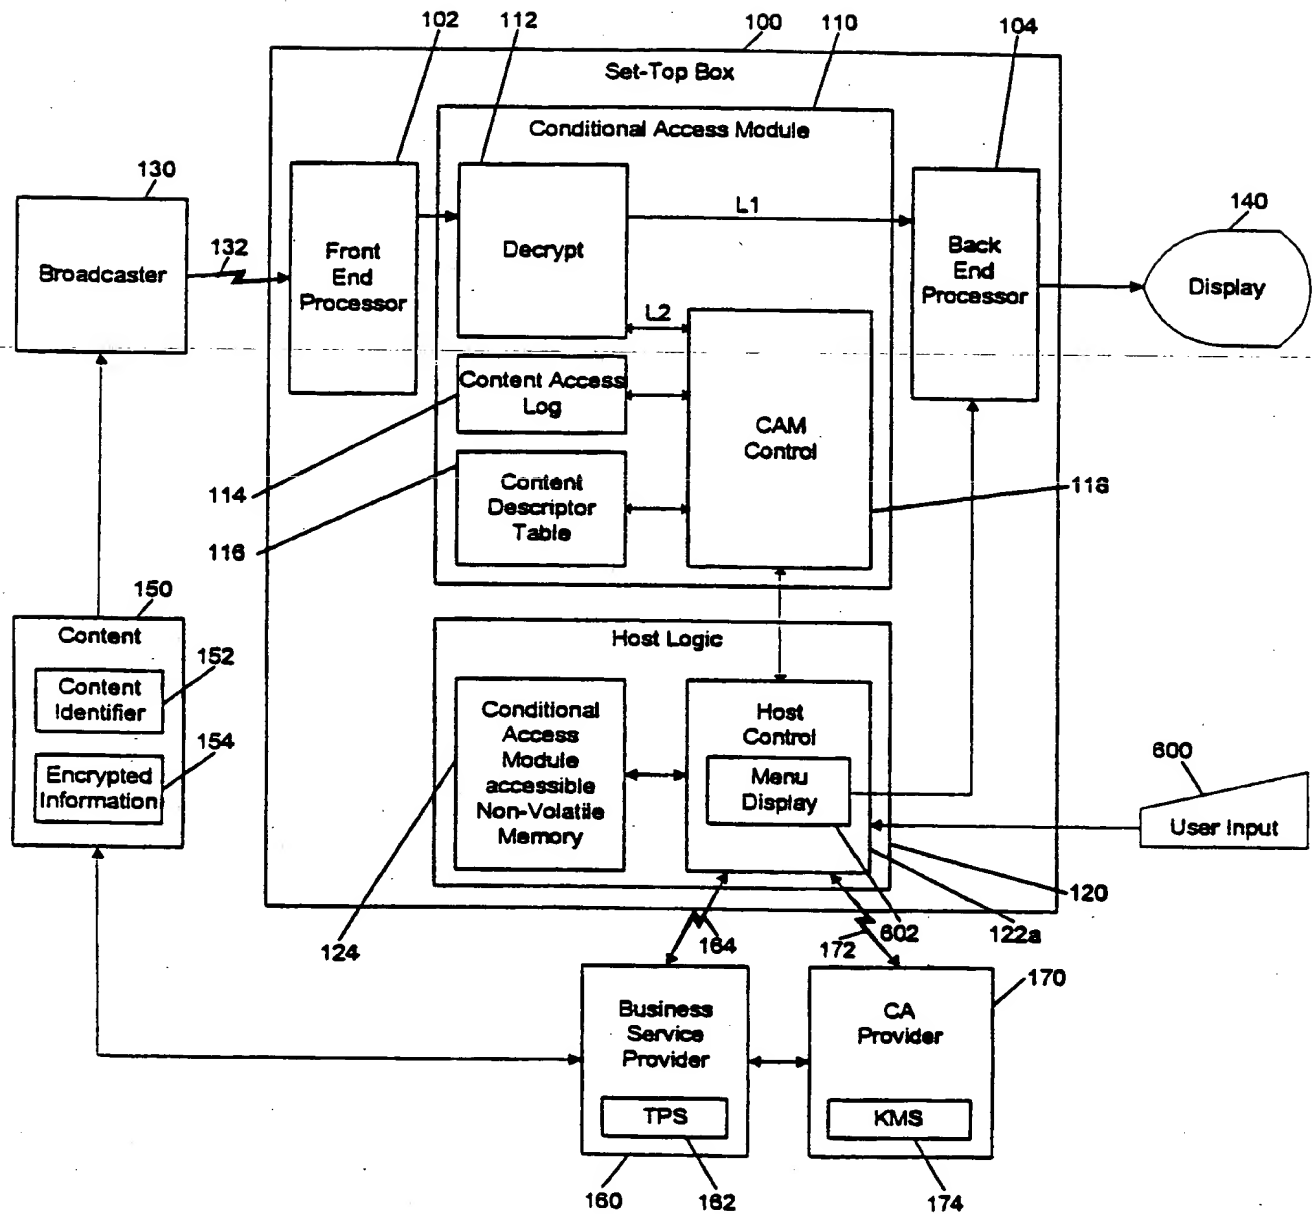 102
112
100
110
104
Set-Top Box
Conditional Access Module
130
Broadcaster
132
Front
End
Processor
Decrypt
L1
L2
Back
End
Processor
140
Display
Content Access
Log
CAM
Control
Content
Descriptor
Table
114
116
118
150
Content
152
Content
Identifier
154
Encrypted
Information
Host Logic
Conditional
Access
Module
accessible
Non-Volatile
Memory
Host
Control
Menu
Display
600
User Input
124
164
172
602
122a
120
Business
Service
Provider
TPS
CA
Provider
KMS
170
160
162
174